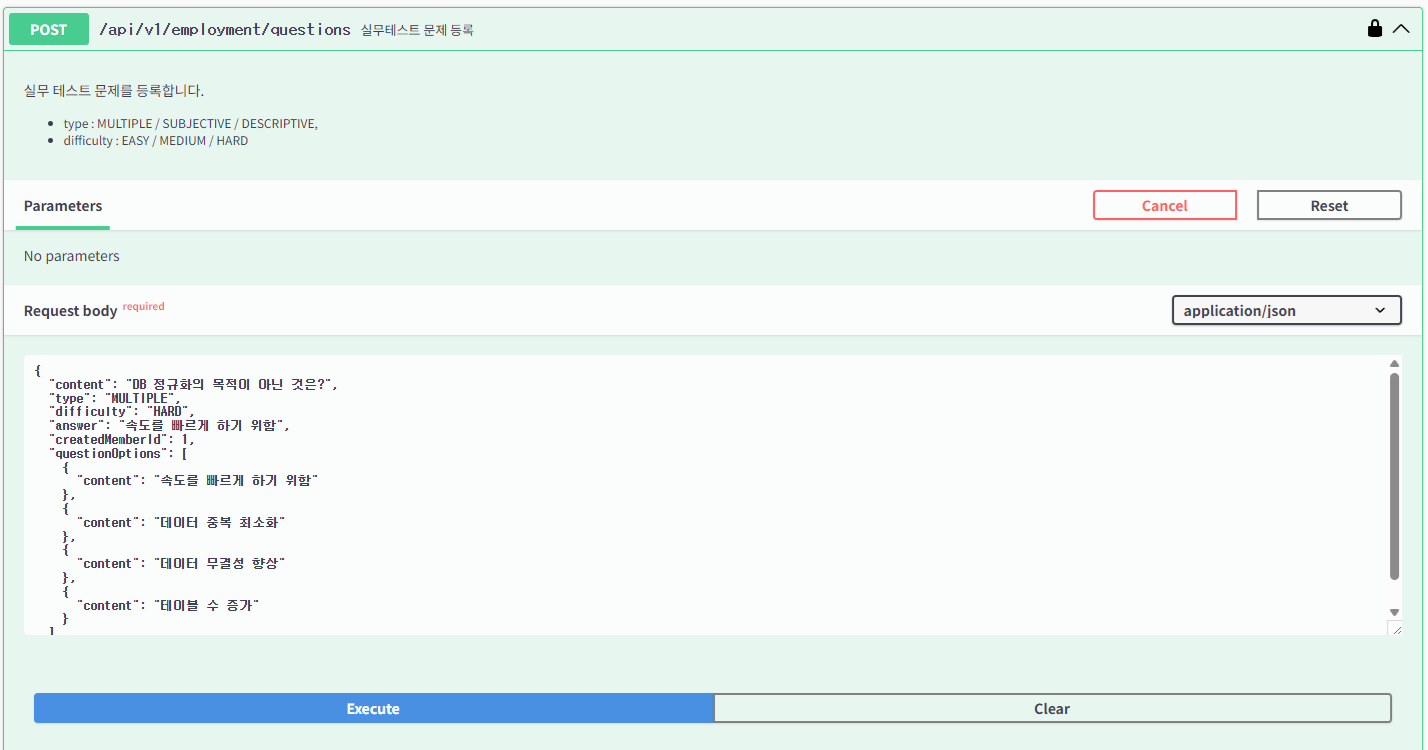 POST /api/v1/employment/questions 실무테스트 문제 등록
실무 테스트 문제를 등록합니다.
type : MULTIPLE / SUBJECTIVE / DESCRIPTIVE,
difficulty : EASY / MEDIUM / HARD
Parameters
Cancel
Reset
No parameters
Request body required
application/json
{
"content": "DB 정규화의 목적이 아닌 것은?",
"type": "MULTIPLE",
"difficulty": "HARD",
"answer": "속도를 빠르게 하기 위함",
"createdMemberId": 1,
"questionOptions": [
{
"content": "속도를 빠르게 하기 위함"
},
{
"content": "데이터 중복 최소화"
},
{
"content": "데이터 무결성 향상"
},
{
"content": "테이블 수 증가"
}
]
Execute
Clear